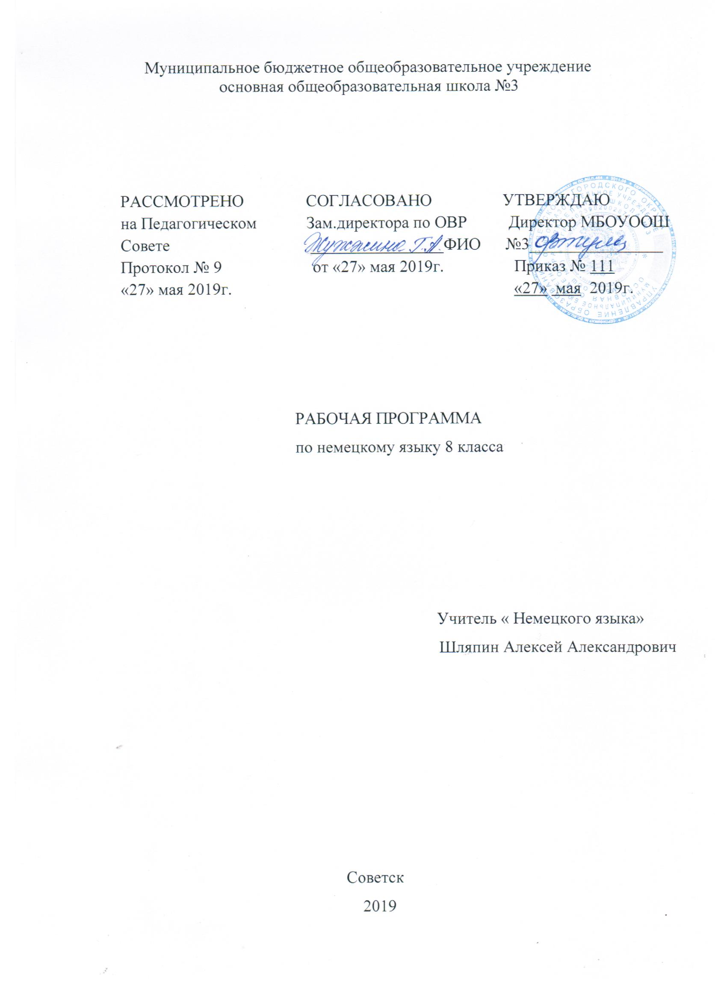 Муниципальное бюджетное общеобразовательное учреждение
основная общеобразовательная школа №3
РАССМОТРЕНО
на Педагогическом
Совете
Протокол № 9
«27» мая 2019г.
СОГЛАСОВАНО
Зам.директора по ОВР
Жужжина Г.А. ФИО
от «27» мая 2019г.
УТВЕРЖДАЮ
Директор МБОУООШ
№3
Приказ № 111
«27» мая 2019г.
РАБОЧАЯ ПРОГРАММА
по немецкому языку 8 класса
Учитель « Немецкого языка»
Шляпин Алексей Александрович
Советск
2019